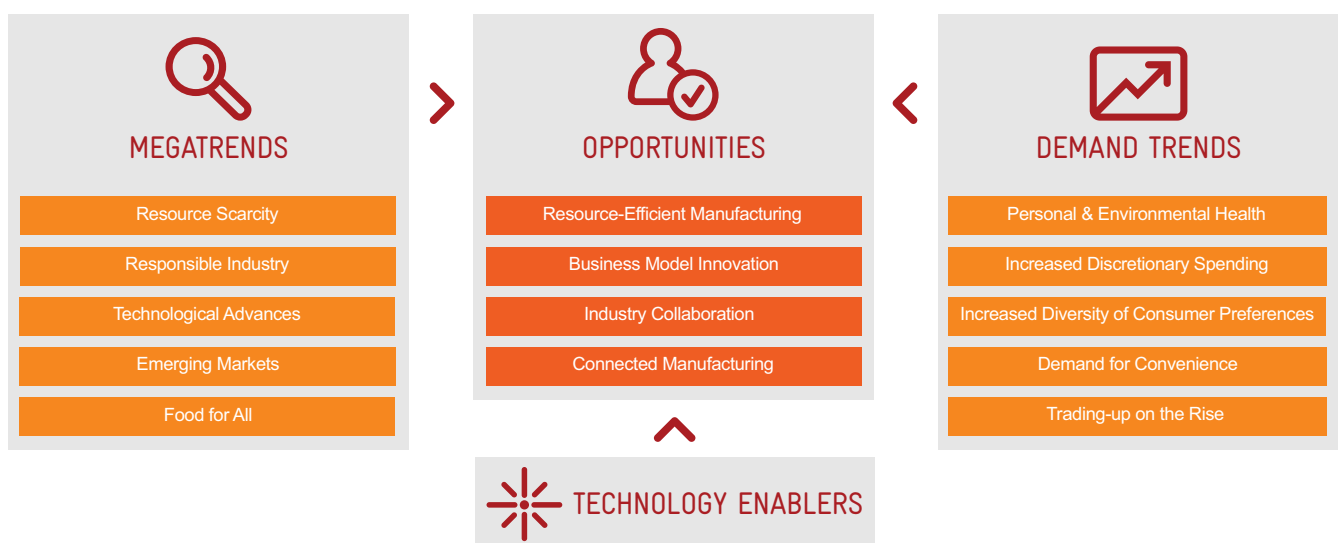 MEGATRENDS
Resource Scarcity
Responsible Industry
Technological Advances
Emerging Markets
Food for All
OPPORTUNITIES
Resource-Efficient Manufacturing
Business Model Innovation
Industry Collaboration
Connected Manufacturing
DEMAND TRENDS
Personal & Environmental Health
Increased Discretionary Spending
Increased Diversity of Consumer Preferences
Demand for Convenience
Trading-up on the Rise
TECHNOLOGY ENABLERS